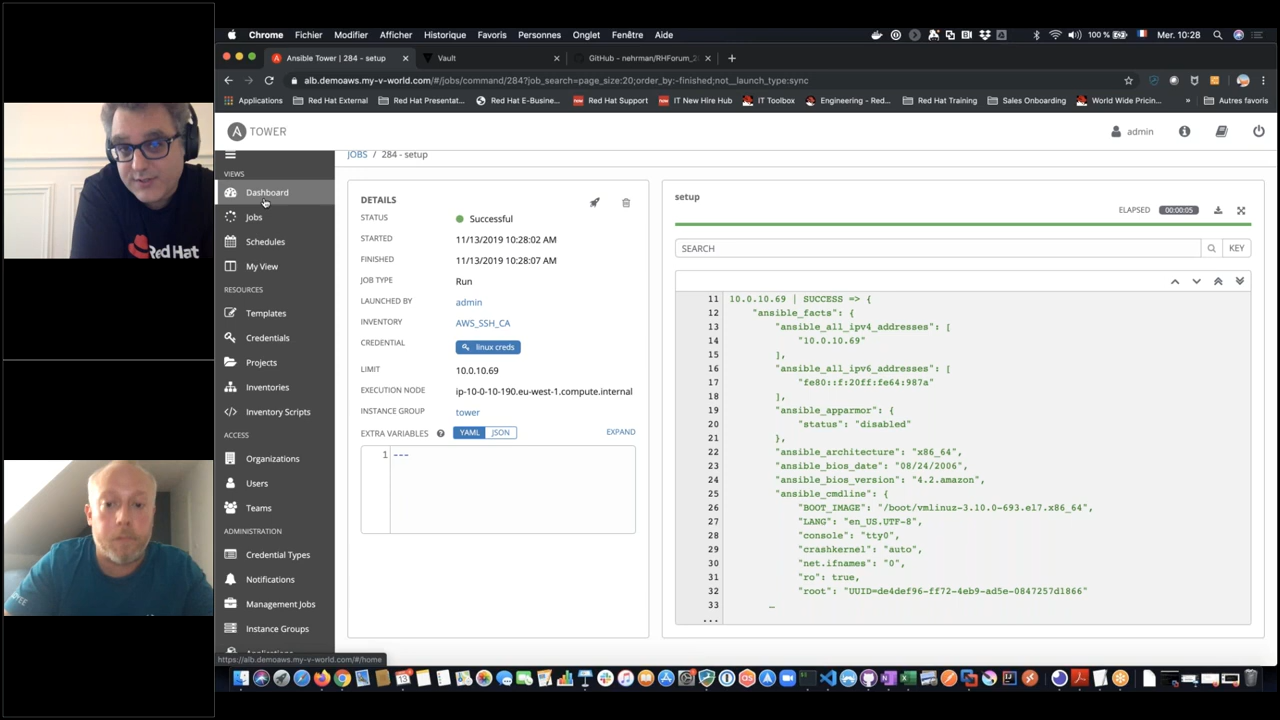 Chrome Fichier Modifier Afficher Historique Favoris Personnes Onglet Fenêtre Aide 100 % Mer. 10:28
Ansible Tower | 284 - setup × Vault × GitHub - nehrman/RHForum_2 × +
alb.demoaws.my-v-world.com/#/jobs/command/284?job_search=page_size:20;order_by:-finished;not__launch_type:sync
Applications Red Hat External Red Hat Presentat... Red Hat E-Busine... Red Hat Support IT New Hire Hub IT Toolbox Engineering - Red... Red Hat Training Sales Onboarding World Wide Pricin... » Autres favoris
A TOWER admin
JOBS / 284 - setup
VIEWS
Dashboard
Jobs
Schedules
My View
RESOURCES
Templates
Credentials
Projects
Inventories
Inventory Scripts
ACCESS
Organizations
Users
Teams
ADMINISTRATION
Credential Types
Notifications
Management Jobs
Instance Groups
https://alb.demoaws.my-v-world.com/#/home
DETAILS
STATUS Successful
STARTED 11/13/2019 10:28:02 AM
FINISHED 11/13/2019 10:28:07 AM
JOB TYPE Run
LAUNCHED BY admin
INVENTORY AWS_SSH_CA
CREDENTIAL linux creds
LIMIT 10.0.10.69
EXECUTION NODE ip-10-0-10-190.eu-west-1.compute.internal
INSTANCE GROUP tower
EXTRA VARIABLES YAML JSON EXPAND
1 ---
setup
ELAPSED 00:00:05
SEARCH KEY
11 10.0.10.69 | SUCCESS => {
12 "ansible_facts": {
13 "ansible_all_ipv4_addresses": [
14 "10.0.10.69"
15 ],
16 "ansible_all_ipv6_addresses": [
17 "fe80::f:20ff:fe64:987a"
18 ],
19 "ansible_apparmor": {
20 "status": "disabled"
21 },
22 "ansible_architecture": "x86_64",
23 "ansible_bios_date": "08/24/2006",
24 "ansible_bios_version": "4.2.amazon",
25 "ansible_cmdline": {
26 "BOOT_IMAGE": "/boot/vmlinuz-3.10.0-693.el7.x86_64",
27 "LANG": "en_US.UTF-8",
28 "console": "tty0",
29 "crashkernel": "auto",
30 "net.ifnames": "0",
31 "ro": true,
32 "root": "UUID=de4def96-ff72-4eb9-ad5e-0847257d1866"
33 …
...
Red Hat